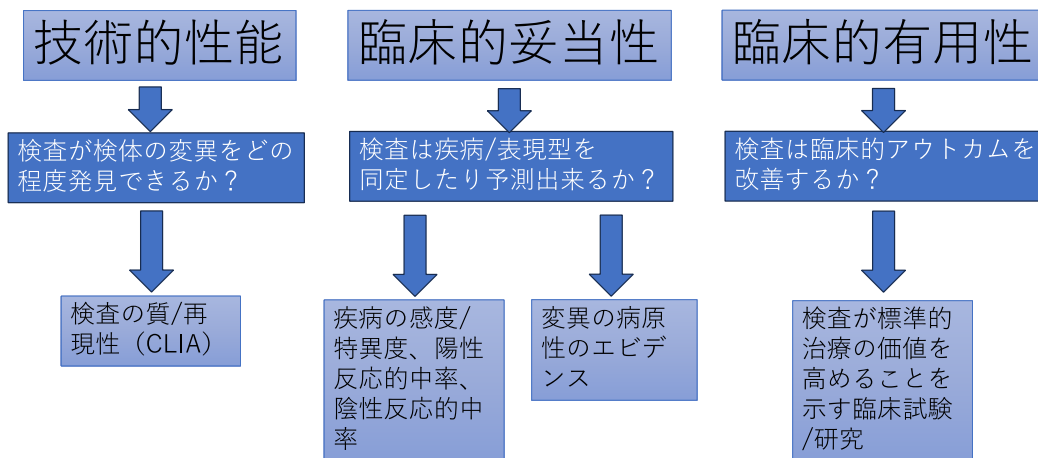 技術的性能
臨床的妥当性
臨床的有用性
検査が検体の変異をどの
程度発見できるか？
検査は疾病/表現型を
同定したり予測出来るか？
検査は臨床的アウトカムを
改善するか？
検査の質/再
現性（CLIA）
疾病の感度/
特異度、陽性
反応的中率、
陰性反応的中
率
変異の病原
性のエビデ
ンス
検査が標準的
治療の価値を
高めることを
示す臨床試験
/研究